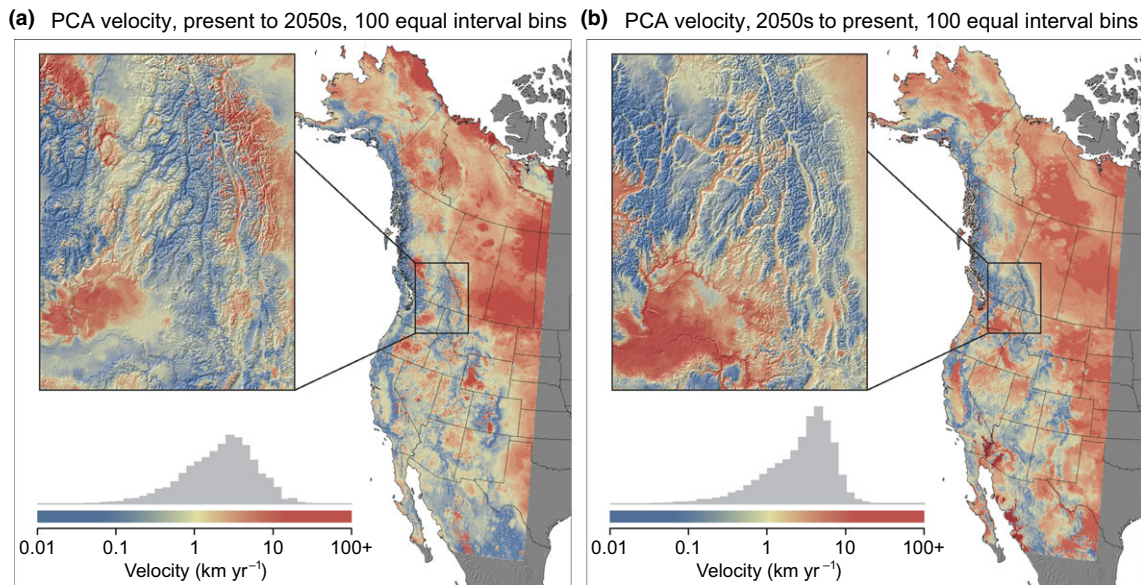 (a) PCA velocity, present to 2050s, 100 equal interval bins
0.01 0.1 1 10 100+
Velocity (km yr⁻¹)
(b) PCA velocity, 2050s to present, 100 equal interval bins
0.01 0.1 1 10 100+
Velocity (km yr⁻¹)